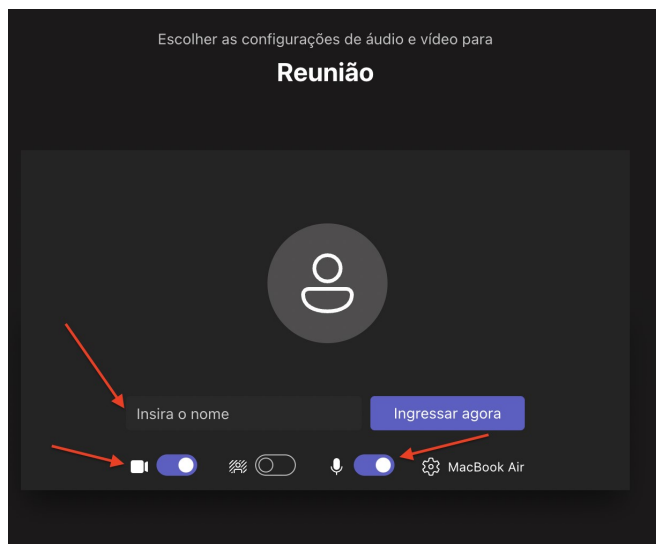 Escolher as configurações de áudio e vídeo para
Reunião
Insira o nome
Ingressar agora
MacBook Air